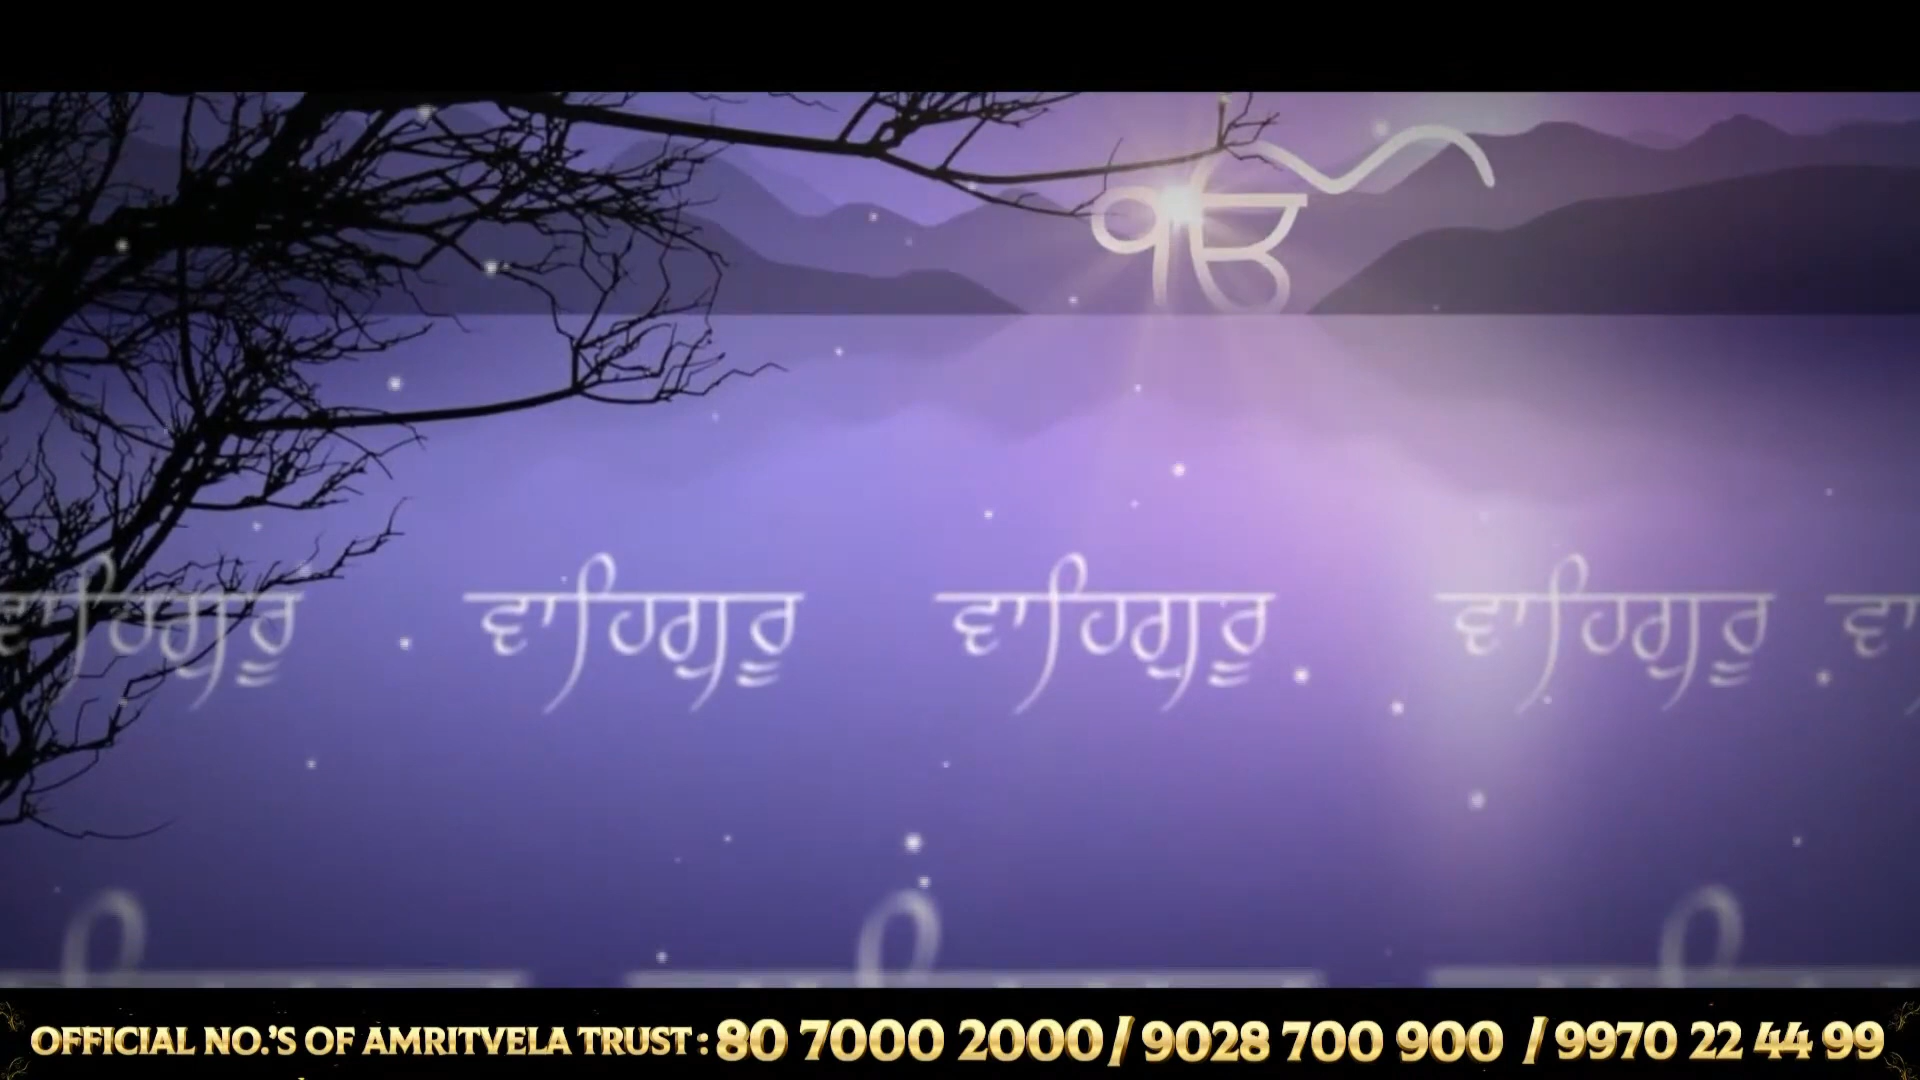 ੴ
ਵਾਹਿਗੁਰੂ ਵਾਹਿਗੁਰੂ ਵਾਹਿਗੁਰੂ ਵਾਹਿਗੁਰੂ
OFFICIAL NO.'S OF AMRITVELA TRUST : 80 7000 2000 / 9028 700 900 / 9970 22 44 99